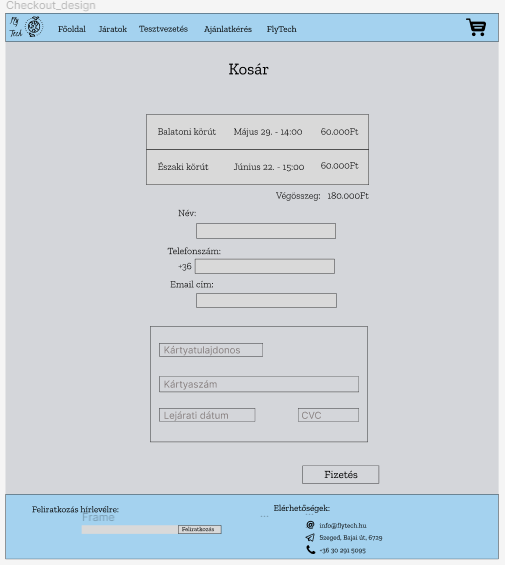 Checkout_design
Fly Tech
Főoldal Járatok Tesztvezetés Ajánlatkérés FlyTech
Kosár
Balatoni körút Május 29. - 14:00 60.000Ft
Északi körút Június 22. - 15:00 60.000Ft
Végösszeg: 180.000Ft
Név:
Telefonszám:
+36
Email cím:
Kártyatulajdonos
Kártyaszám
Lejárati dátum CVC
Fizetés
Feliratkozás hírlevélre:
Frame
Feliratkozás
Elérhetőségek:
... ...
info@flytech.hu
Szeged, Bajai út, 6729
+36 30 291 5095